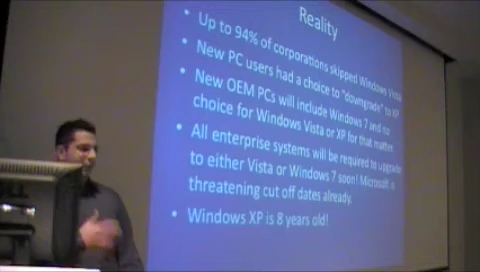 Reality
• Up to 94% of corporations skipped Windows Vista
• New PC users had a choice to "downgrade" to XP
• New OEM PCs will include Windows 7 and no
choice for Windows Vista or XP for that matter
• All enterprise systems will be required to upgrade
to either Vista or Windows 7 soon! Microsoft is
threatening cut off dates already.
• Windows XP is 8 years old!